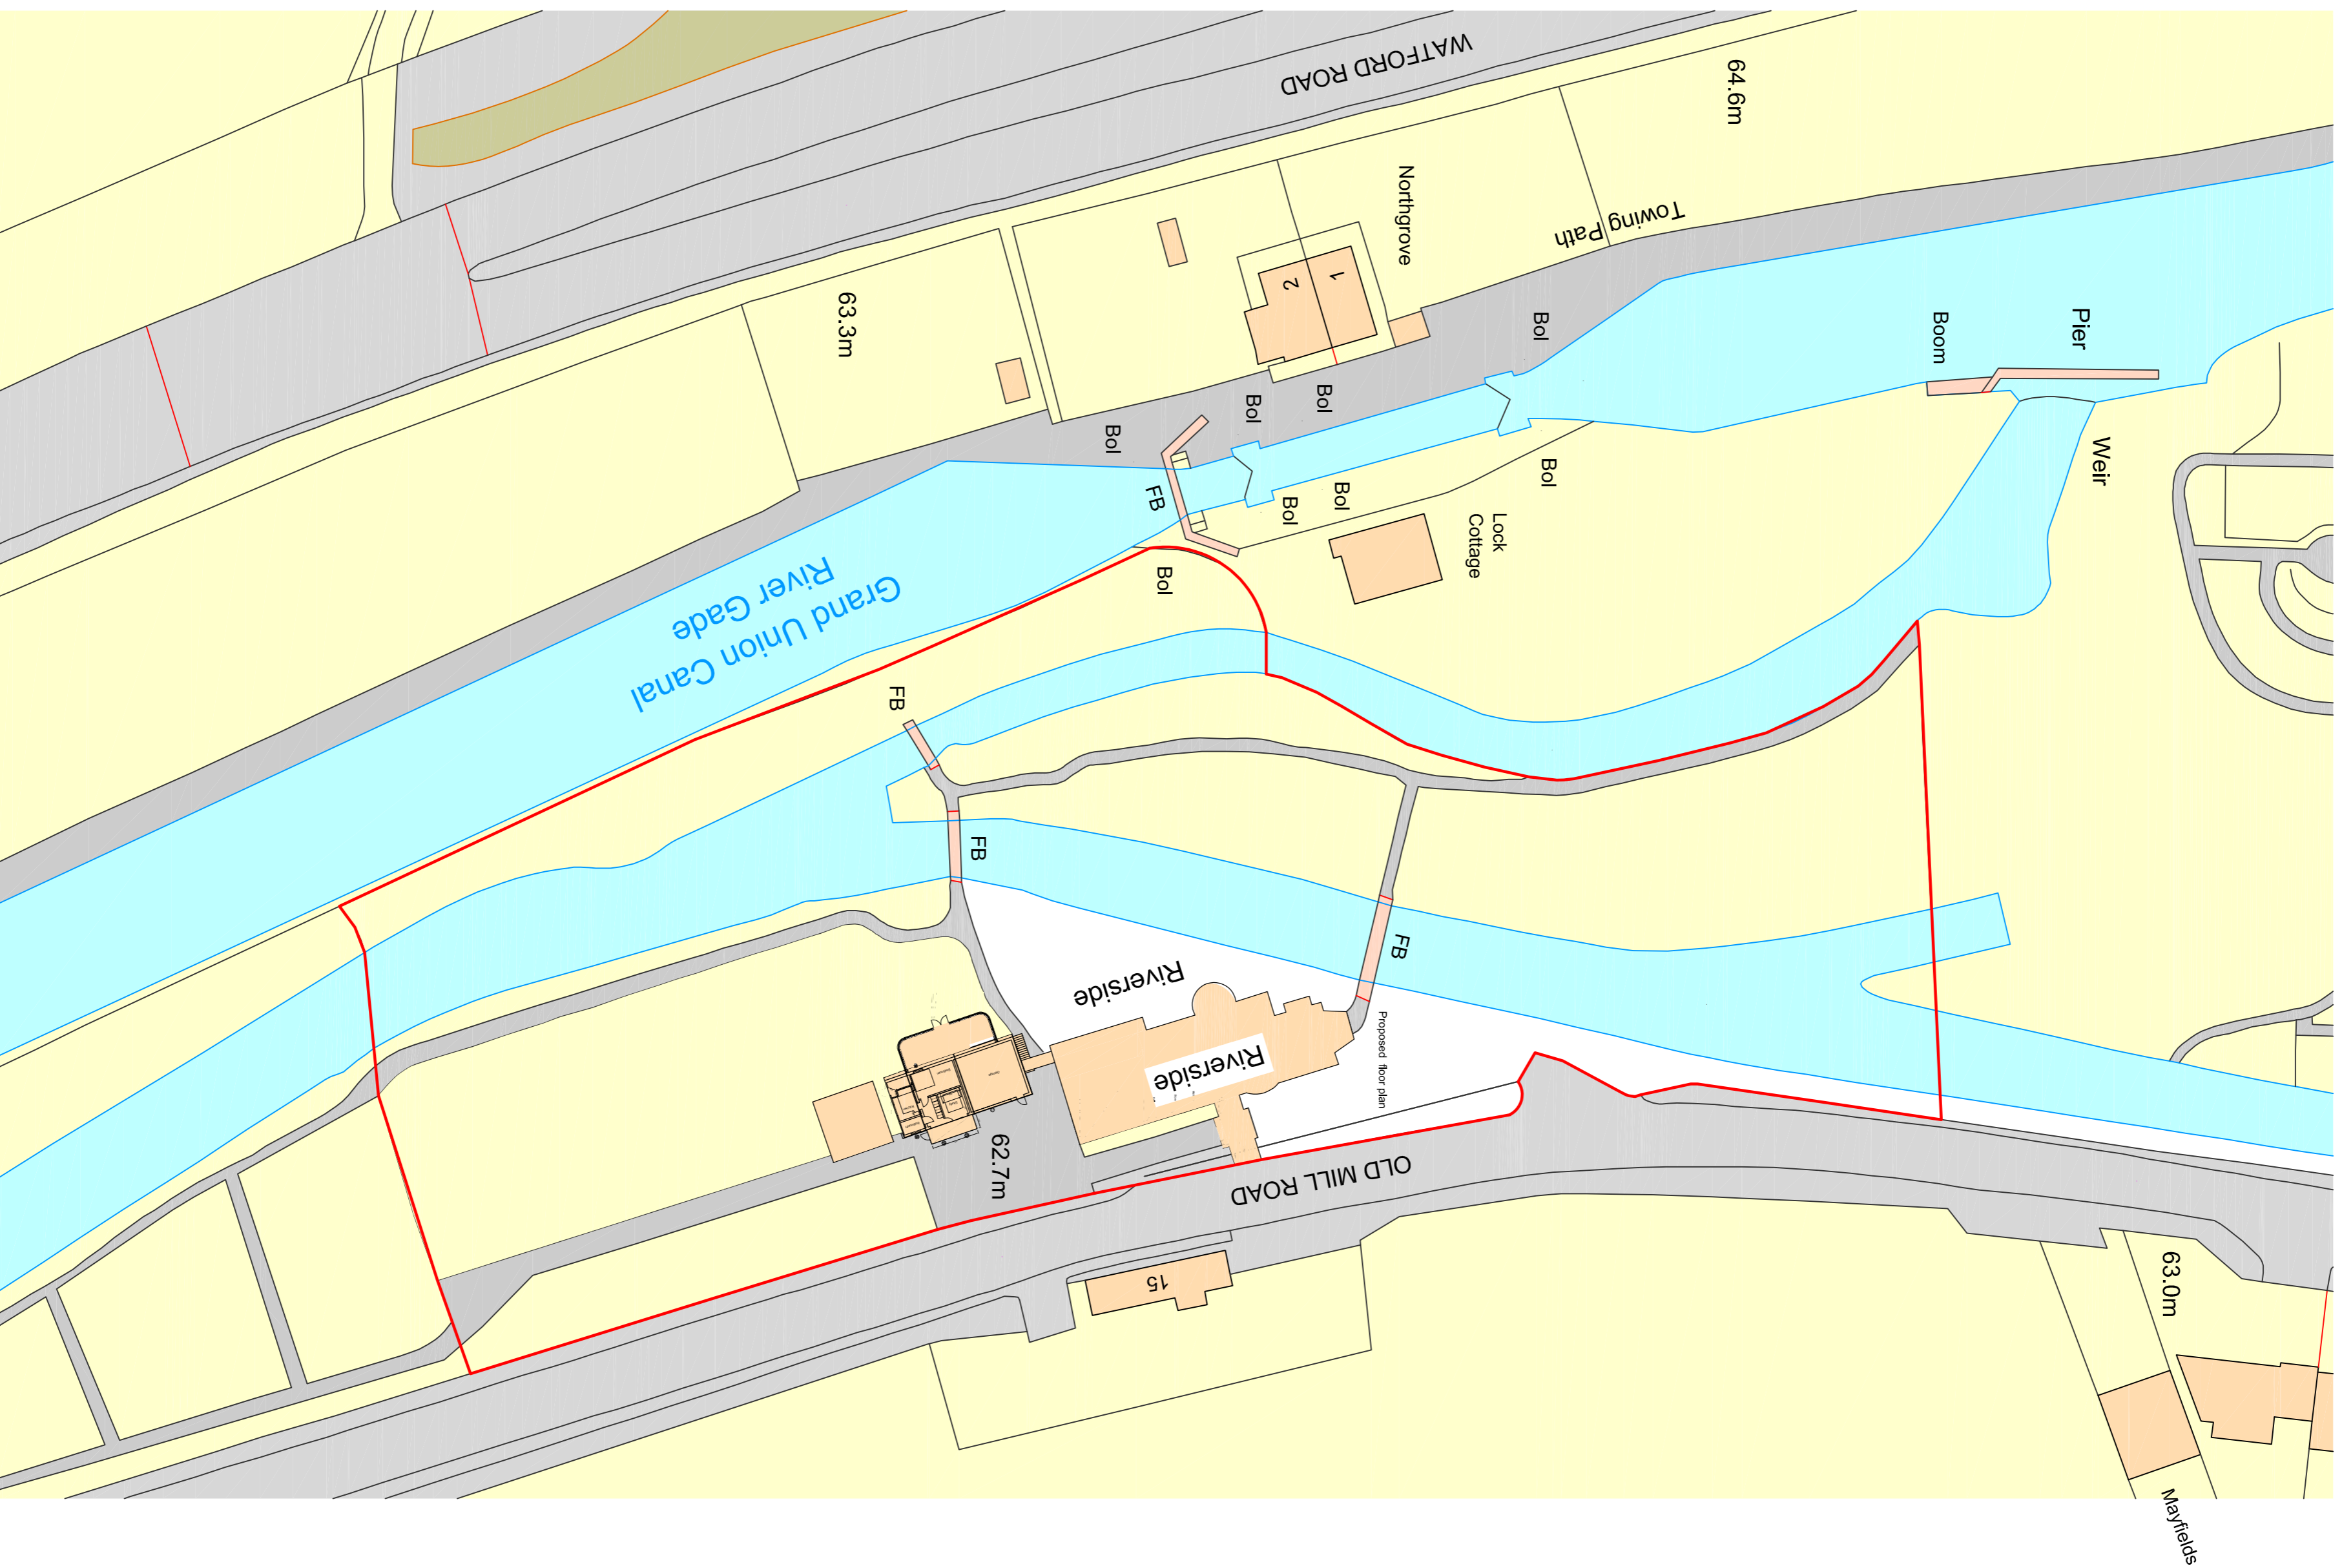 WATFORD ROAD
64.6m
Northgrove
Towing Path
1
2
63.3m
Bol
Boom
Pier
Bol
Bol
Bol
Weir
FB
Bol
Bol
Bol
Lock
Cottage
Bol
Grand Union Canal
River Gade
FB
FB
FB
Riverside
Proposed floor plan
Riverside
62.7m
OLD MILL ROAD
15
63.0m
Mayfields